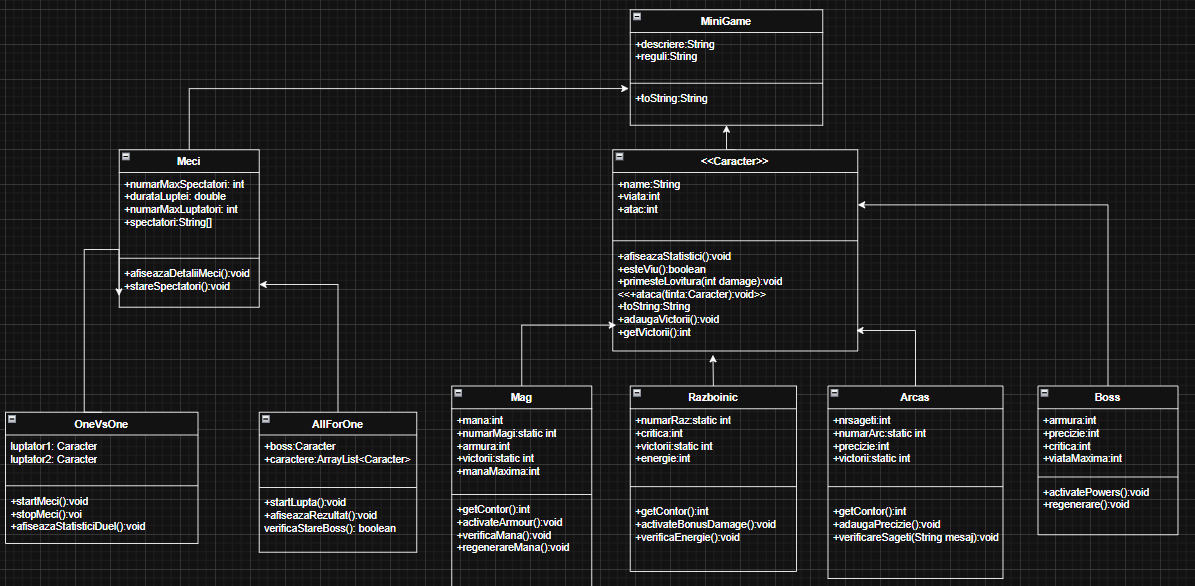 MiniGame
+descriere:String
+reguli:String
+toString:String
Meci
+numarMaxSpectatori: int
+durataLuptei: double
+numarMaxLuptatori: int
+spectatori:String[]
+afiseazaDetaliiMeci():void
+stareSpectatori():void
<<Caracter>>
+name:String
+viata:int
+atac:int
+afiseazaStatistici():void
+esteViu():boolean
+primesteLovitura(int damage):void
<<+ataca(tinta:Caracter):void>>
+toString:String
+adaugaVictorii():void
+getVictorii():int
OneVsOne
luptator1: Caracter
luptator2: Caracter
+startMeci():void
+stopMeci():voi
+afiseazaStatisticiDuel():void
AllForOne
+boss:Caracter
+caractere:ArrayList<Caracter>
+startLupta():void
+afiseazaRezultat():void
verificaStareBoss(): boolean
Mag
+mana:int
+numarMagi:static int
+armura:int
+victorii:static int
+manaMaxima:int
+getContor():int
+activateArmour():void
+verificaMana():void
+regenerareMana():void
Razboinic
+numarRaz:static int
+critica:int
+victorii:static int
+energie:int
+getContor():int
+activateBonusDamage():void
+verificaEnergie():void
Arcas
+nrsageti:int
+numarArc:static int
+precizie:int
+victorii:static int
+getContor():int
+adaugaPrecizie():void
+verificareSageti(String mesaj):void
Boss
+armura:int
+precizie:int
+critica:int
+viataMaxima:int
+activatePowers():void
+regenerare():void